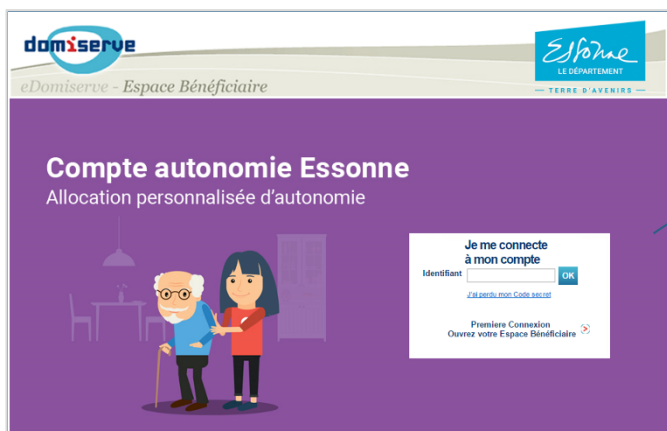 domiserve
Essonne
LE DÉPARTEMENT
TERRE D'AVENIRS
eDomiserve - Espace Bénéficiaire
Compte autonomie Essonne
Allocation personnalisée d'autonomie
Je me connecte
à mon compte
Identifiant
OK
J'ai perdu mon Code secret
Premiere Connexion
Ouvrez votre Espace Bénéficiaire